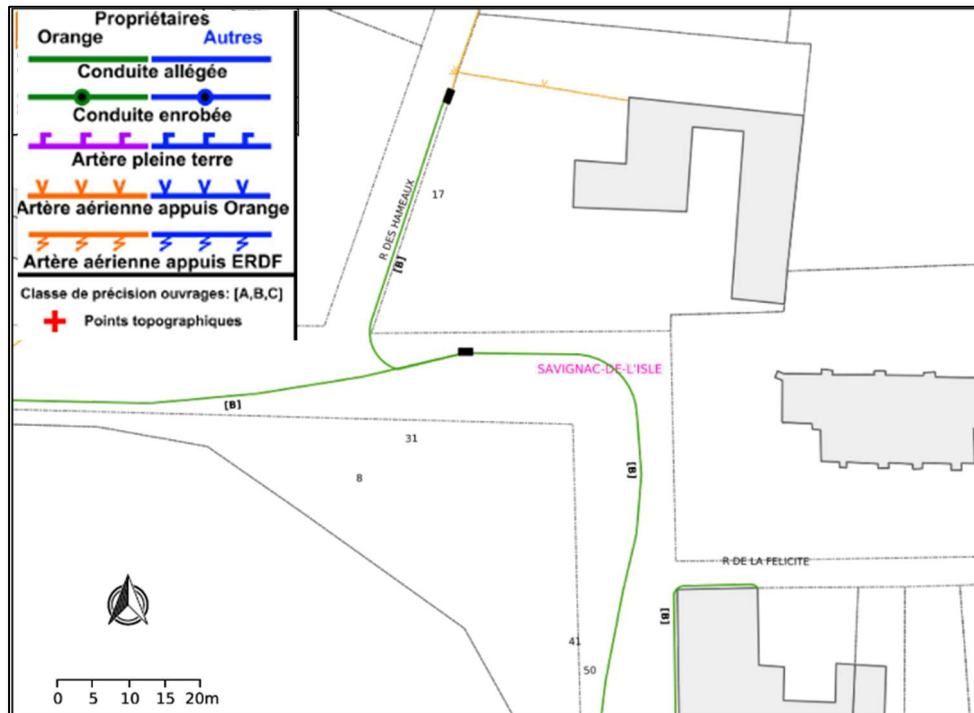 Propriétaires
Orange Autres
Conduite allégée
Conduite enrobée
Artère pleine terre
Artère aérienne appuis Orange
Artère aérienne appuis ERDF
Classe de précision ouvrages: [A,B,C]
Points topographiques
R DES HAMEAUX
17
[B]
SAVIGNAC-DE-L'ISLE
[B]
31
[B]
8
R DE LA FELICITE
[B]
41
50
0 5 10 15 20m